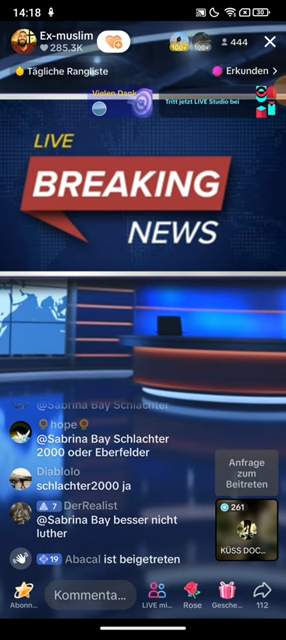 14:18
30
Ex-muslim
285.3K
100+
100+
444
Tägliche Rangliste
Erkunden
Vielen Dank
Tritt jetzt LIVE Studio bei
LIVE
BREAKING
NEWS
@Sabrina Bay Schlachter
hope
@Sabrina Bay Schlachter
2000 oder Eberfelder
Diablolo
schlachter2000 ja
7 DerRealist
@Sabrina Bay besser nicht
luther
19 Abacal ist beigetreten
Anfrage
zum
Beitreten
261
KÜSS DOC...
Kommenta...
Abonn...
LIVE mi...
Rose
Gesche...
112